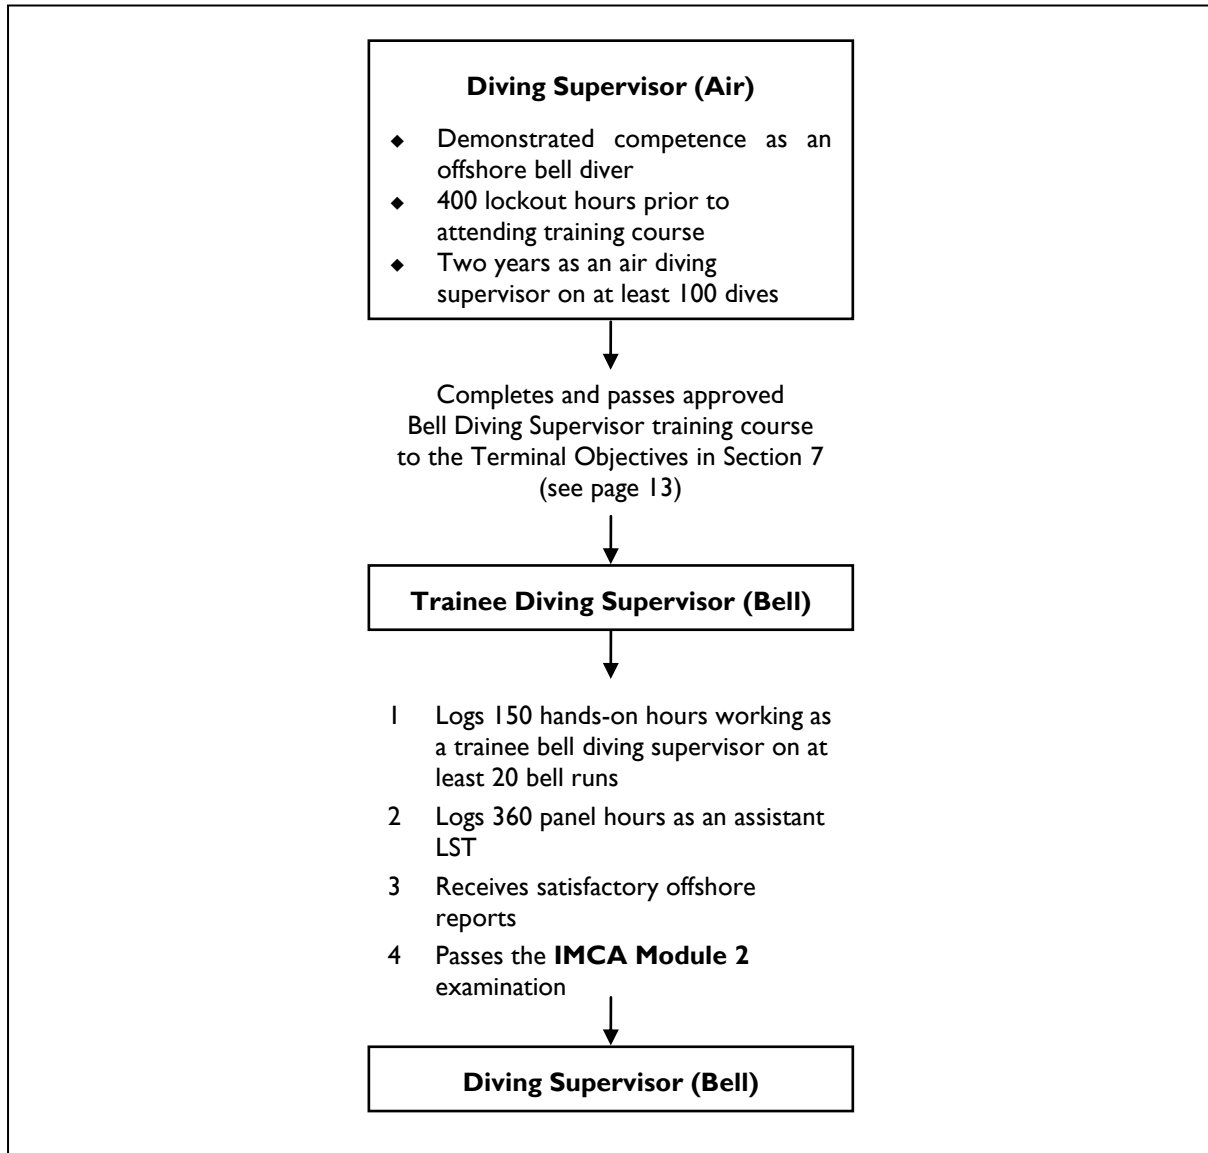 Diving Supervisor (Air)
◆ Demonstrated competence as an
offshore bell diver
◆ 400 lockout hours prior to
attending training course
◆ Two years as an air diving
supervisor on at least 100 dives
Completes and passes approved
Bell Diving Supervisor training course
to the Terminal Objectives in Section 7
(see page 13)
Trainee Diving Supervisor (Bell)
1 Logs 150 hands-on hours working as
a trainee bell diving supervisor on at
least 20 bell runs
2 Logs 360 panel hours as an assistant
LST
3 Receives satisfactory offshore
reports
4 Passes the IMCA Module 2
examination
Diving Supervisor (Bell)